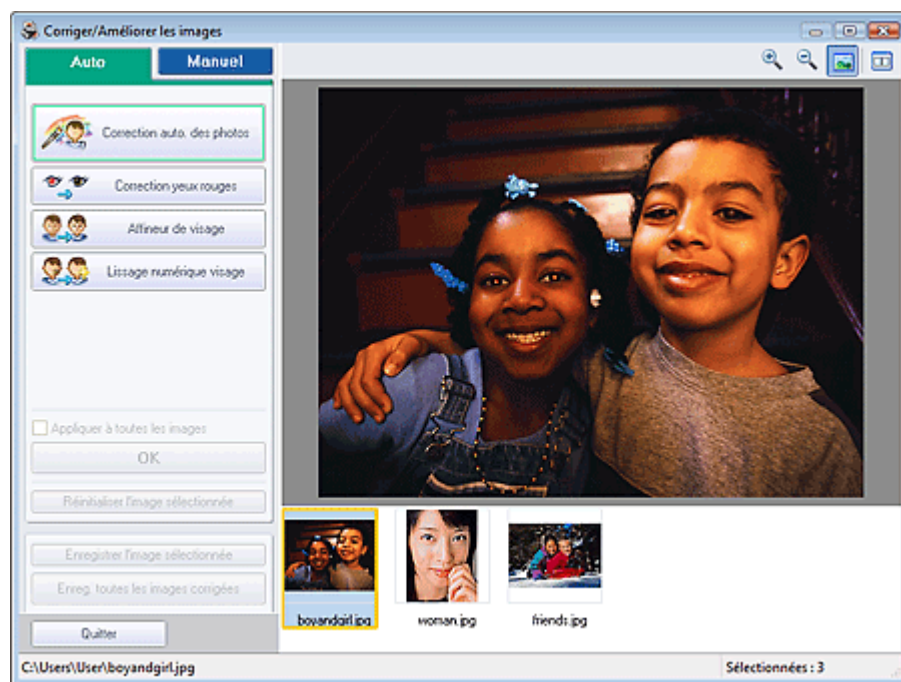 Corriger/Améliorer les images
Auto
Manuel
Correction auto. des photos
Correction yeux rouges
Affineur de visage
Lissage numérique visage
Appliquer à toutes les images
OK
Réinitialiser l'image sélectionnée
Enregistrer l'image sélectionnée
Enreg. toutes les images corrigées
Quitter
boyandgirl.jpg
woman.jpg
friends.jpg
C:\Users\User\boyandgirl.jpg
Sélectionnées : 3